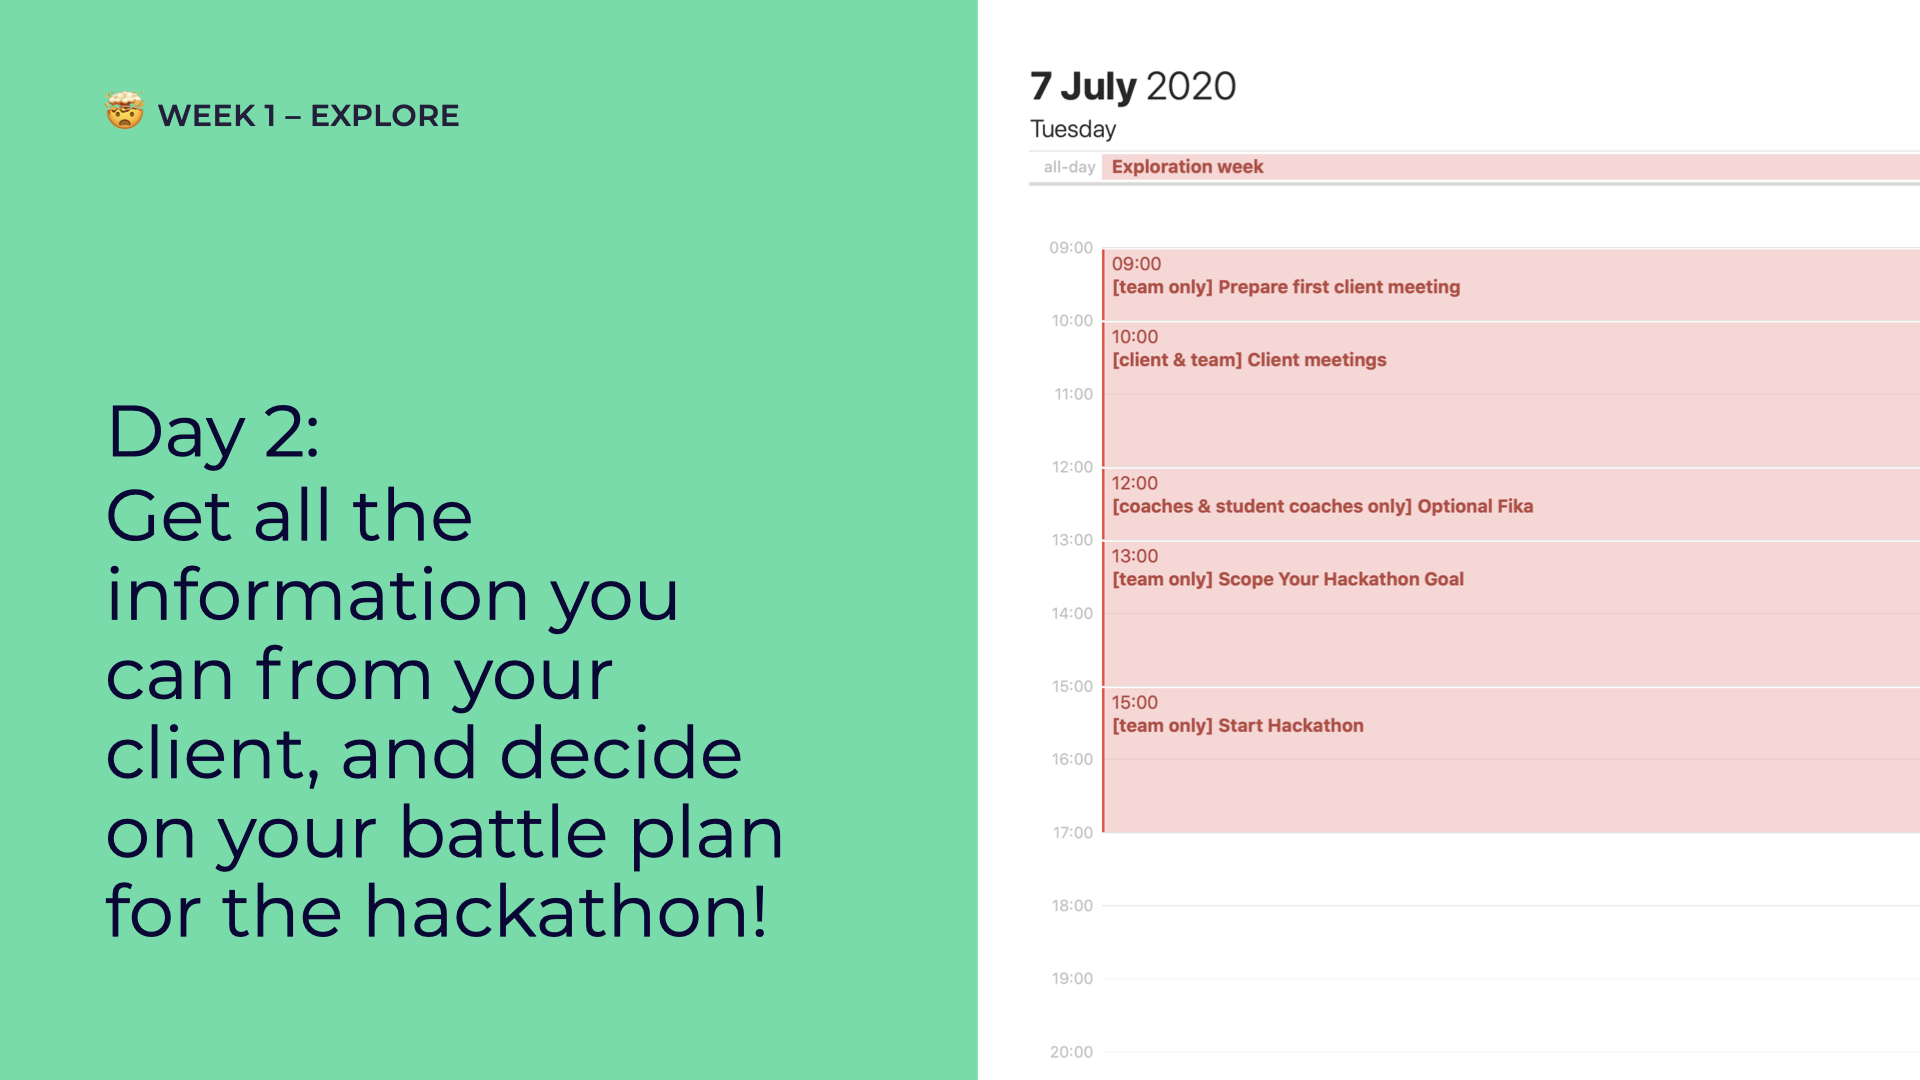 🤯 WEEK 1 – EXPLORE
Day 2:
Get all the
information you
can from your
client, and decide
on your battle plan
for the hackathon!
7 July 2020
Tuesday
all-day Exploration week
09:00
09:00
[team only] Prepare first client meeting
10:00
10:00
[client & team] Client meetings
11:00
12:00
12:00
[coaches & student coaches only] Optional Fika
13:00
13:00
[team only] Scope Your Hackathon Goal
14:00
15:00
15:00
[team only] Start Hackathon
16:00
17:00
18:00
19:00
20:00